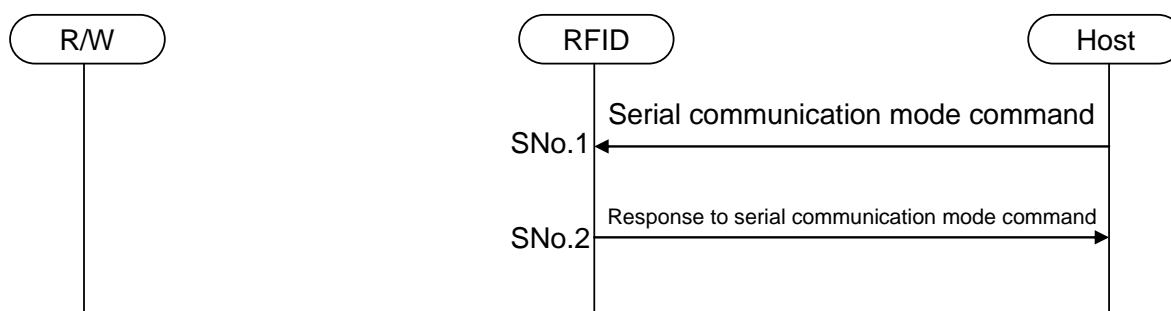 R/W
RFID
Host
Serial communication mode command
SNo.1
Response to serial communication mode command
SNo.2